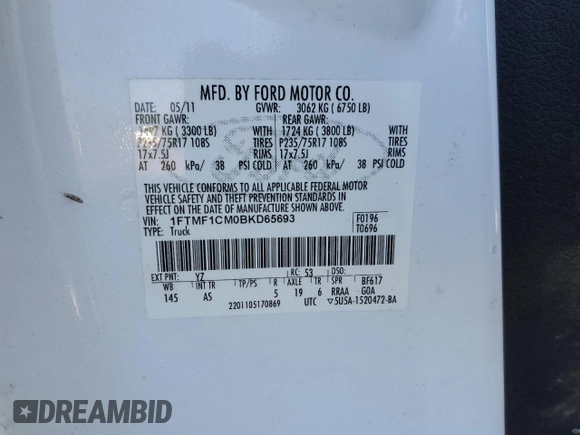 MFD. BY FORD MOTOR CO.
DATE: 05/11 GVWR: 3062 KG ( 6750 LB)
FRONT GAWR: REAR GAWR:
KG ( 3300 LB) WITH 1724 KG ( 3800 LB) WITH
P235/75R17 108S TIRES P235/75R17 108S TIRES
17x7.5J RIMS 17x7.5J RIMS
AT 260 kPa/ 38 PSI COLD AT 260 kPa/ 38 PSI COLD
THIS VEHICLE CONFORMS TO ALL APPLICABLE FEDERAL MOTOR
VEHICLE SAFETY AND THEFT PREVENTION STANDARDS IN
EFFECT ON THE DATE OF MANUFACTURE SHOWN ABOVE.
VIN: 1FTMF1CM0BKD65693 F0196
TYPE: Truck T0696
EXT PNT: YZ RC: 53 DSO:
WB INT TR TP/PS R AXLE TR SPR BF617
145 AS 5 19 6 RRAA GOA
2201105170869 UTC 5U5A-1520472-BA
DREAMBID